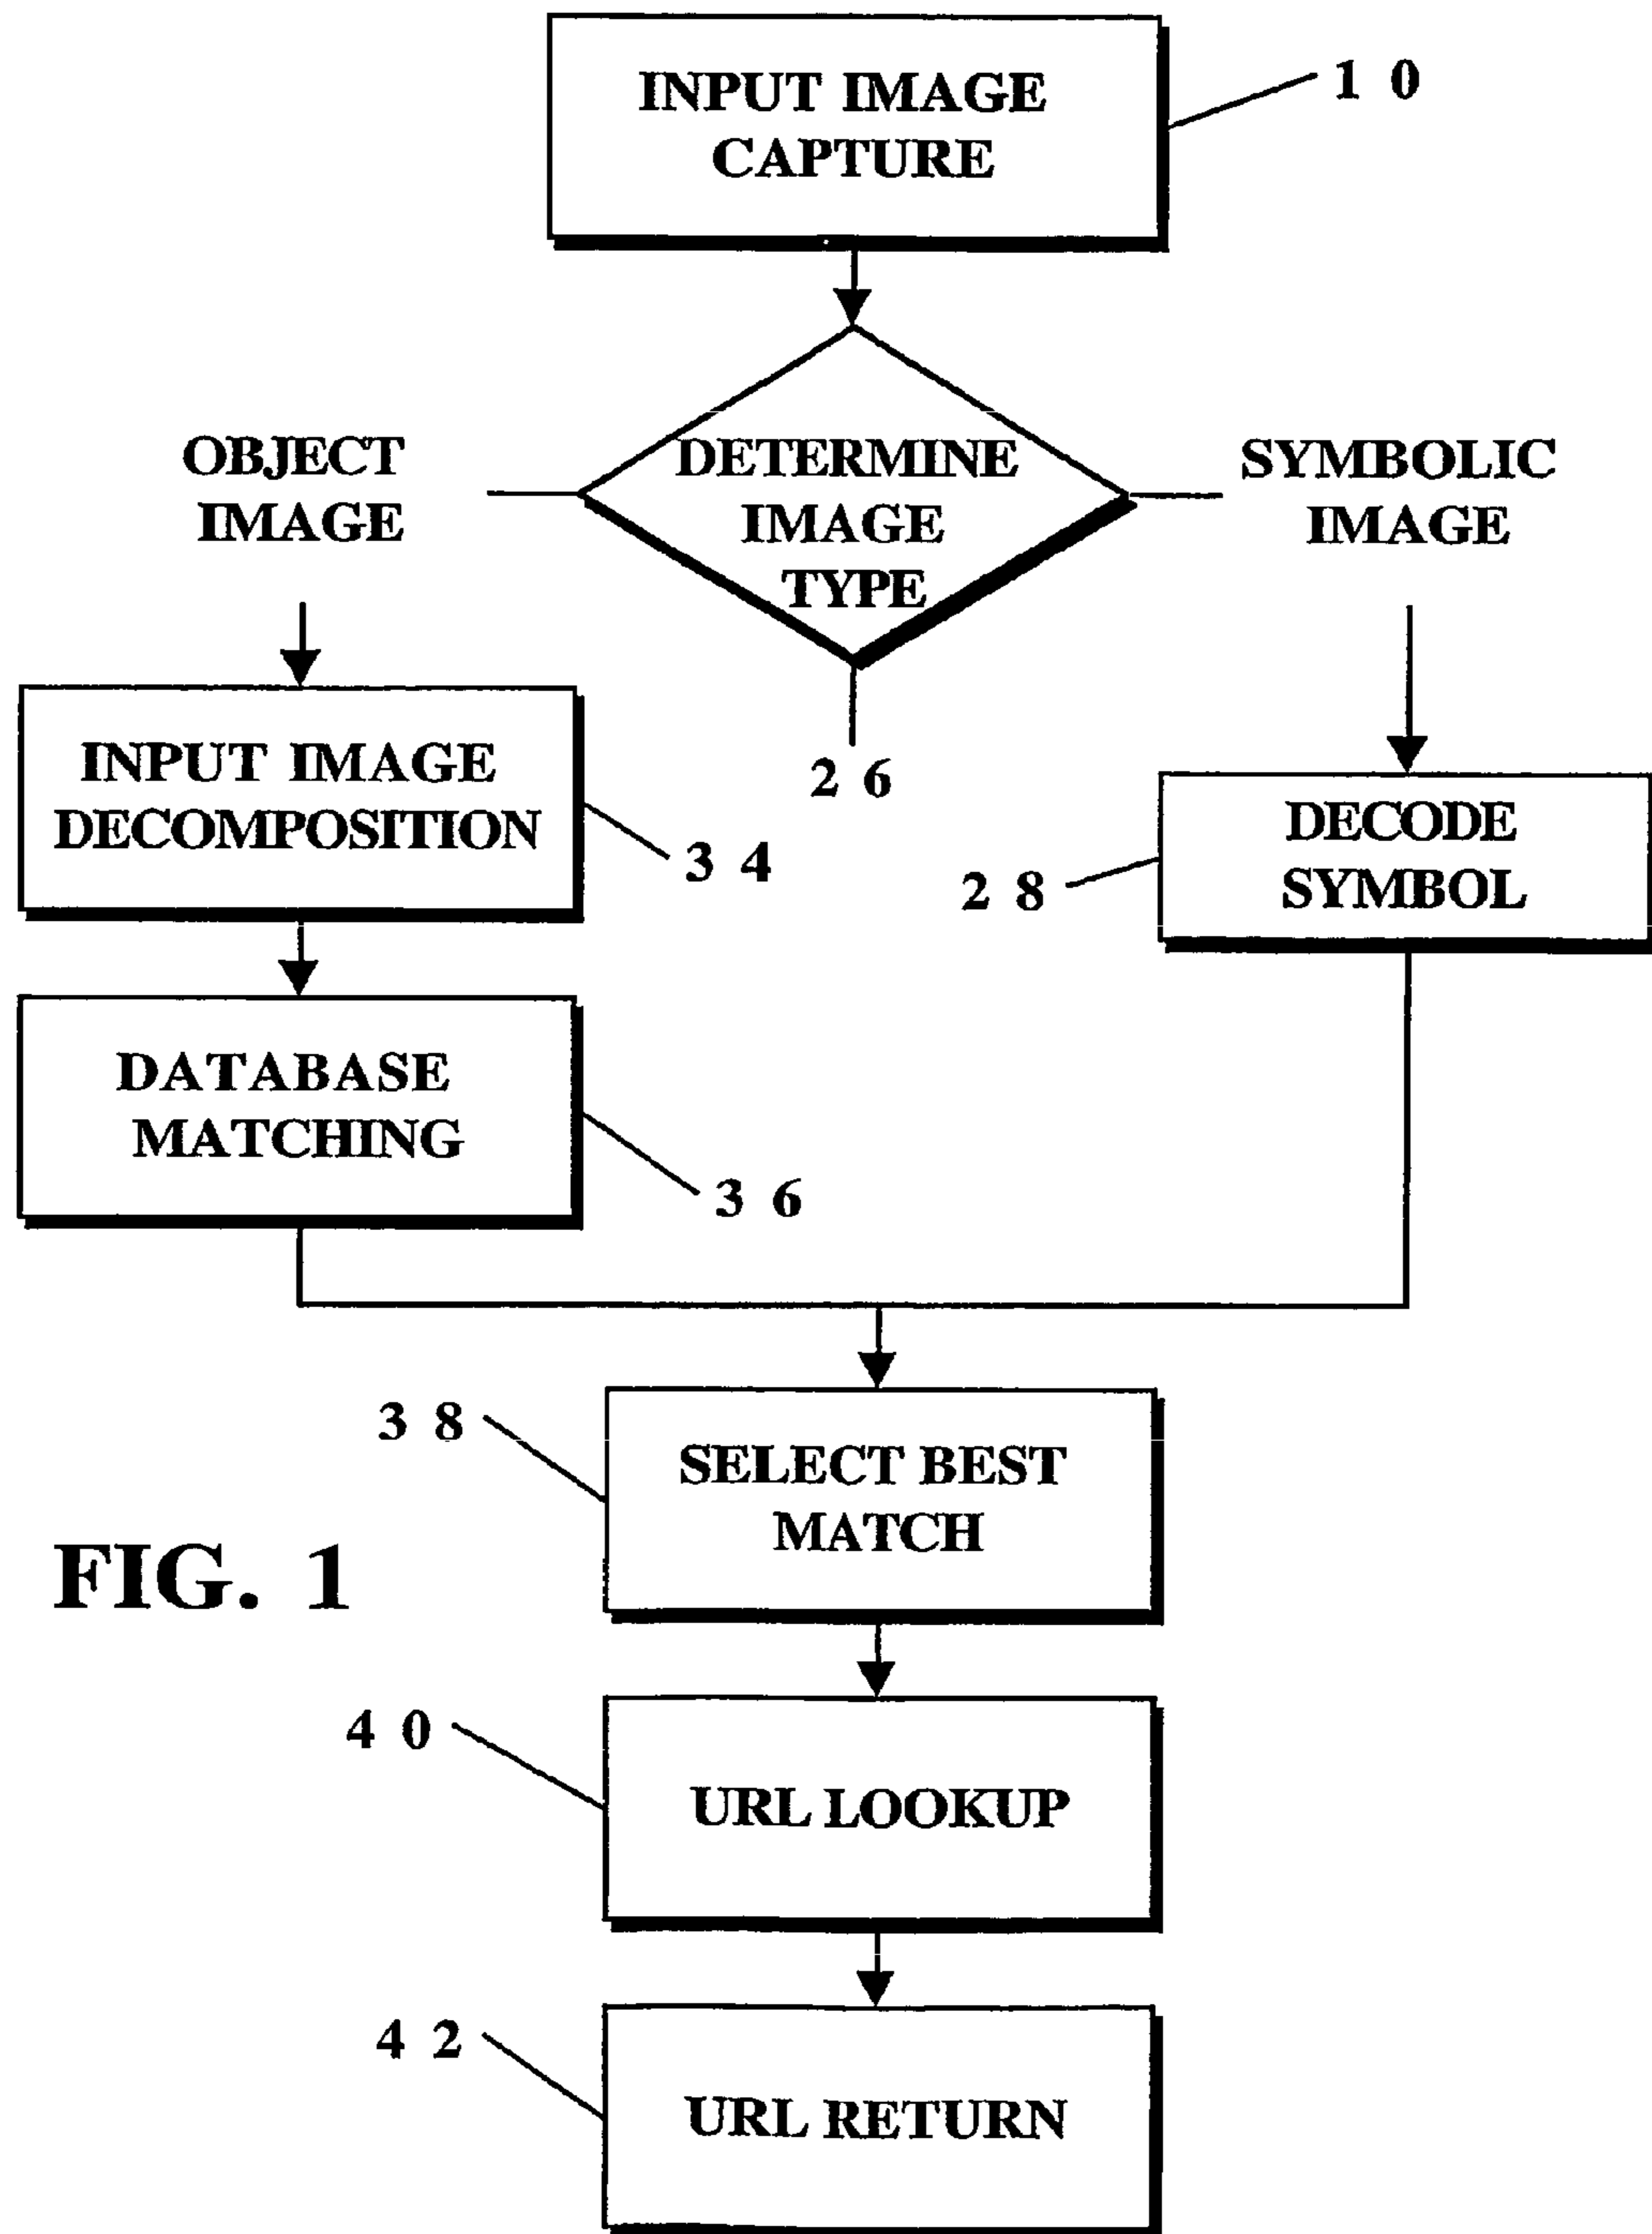 INPUT IMAGE
CAPTURE
1 0
OBJECT
IMAGE
DETERMINE
IMAGE
TYPE
SYMBOLIC
IMAGE
2 6
INPUT IMAGE
DECOMPOSITION
3 4
2 8
DECODE
SYMBOL
DATABASE
MATCHING
3 6
3 8
SELECT BEST
MATCH
FIG. 1
4 0
URL LOOKUP
4 2
URL RETURN